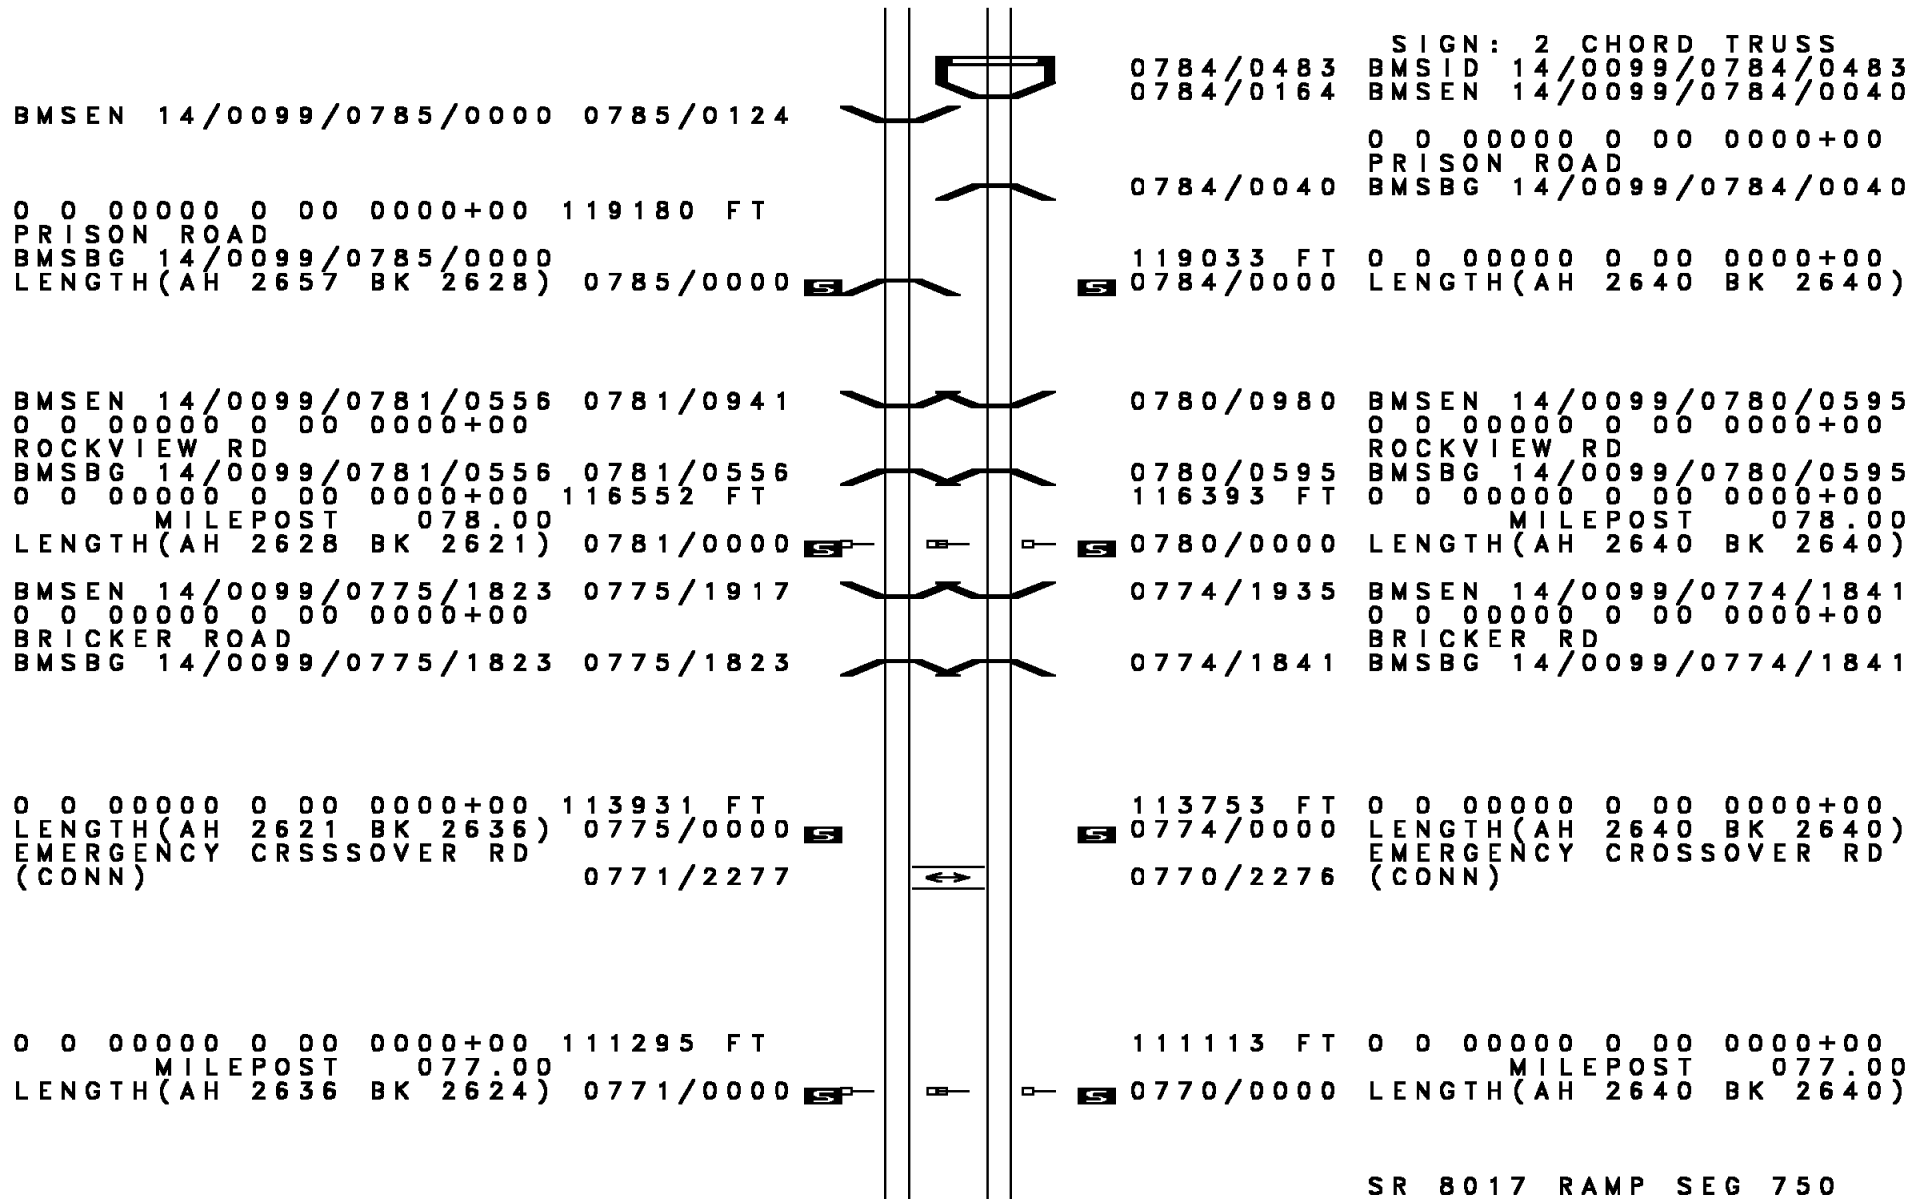 SIGN: 2 CHORD TRUSS
0784/0483 BMSID 14/0099/0784/0483
0784/0164 BMSEN 14/0099/0784/0040
BMSEN 14/0099/0785/0000 0785/0124
0 0 00000 0 00 0000+00
PRISON ROAD
0784/0040 BMSBG 14/0099/0784/0040
0 0 00000 0 00 0000+00 119180 FT
PRISON ROAD
BMSBG 14/0099/0785/0000
LENGTH(AH 2657 BK 2628) 0785/0000 S
119033 FT 0 0 00000 0 00 0000+00
S 0784/0000 LENGTH(AH 2640 BK 2640)
BMSEN 14/0099/0781/0556 0781/0941
0 0 00000 0 00 0000+00
ROCKVIEW RD
BMSBG 14/0099/0781/0556 0781/0556
0 0 00000 0 00 0000+00 116552 FT
MILEPOST 078.00
LENGTH(AH 2628 BK 2621) 0781/0000 S
0780/0980 BMSEN 14/0099/0780/0595
0 0 00000 0 00 0000+00
ROCKVIEW RD
0780/0595 BMSBG 14/0099/0780/0595
116393 FT 0 0 00000 0 00 0000+00
MILEPOST 078.00
S 0780/0000 LENGTH(AH 2640 BK 2640)
BMSEN 14/0099/0775/1823 0775/1917
0 0 00000 0 00 0000+00
BRICKER ROAD
BMSBG 14/0099/0775/1823 0775/1823
0774/1935 BMSEN 14/0099/0774/1841
0 0 00000 0 00 0000+00
BRICKER RD
0774/1841 BMSBG 14/0099/0774/1841
0 0 00000 0 00 0000+00 113931 FT
LENGTH(AH 2621 BK 2636) 0775/0000 S
EMERGENCY CRSSSOVER RD
(CONN) 0771/2277
113753 FT 0 0 00000 0 00 0000+00
S 0774/0000 LENGTH(AH 2640 BK 2640)
EMERGENCY CROSSOVER RD
0770/2276 (CONN)
0 0 00000 0 00 0000+00 111295 FT
MILEPOST 077.00
LENGTH(AH 2636 BK 2624) 0771/0000 S
111113 FT 0 0 00000 0 00 0000+00
MILEPOST 077.00
S 0770/0000 LENGTH(AH 2640 BK 2640)
SR 8017 RAMP SEG 750